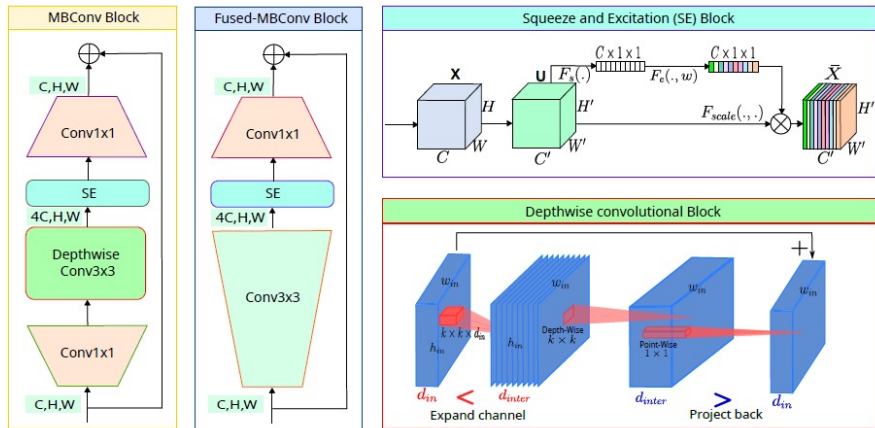 MBConv Block
C,H,W
Conv1x1
SE
4C,H,W
Depthwise
Conv3x3
Conv1x1
C,H,W
Fused-MBConv Block
C,H,W
Conv1x1
SE
4C,H,W
Conv3x3
C,H,W
Squeeze and Excitation (SE) Block
X
H
W
C
U
H'
W'
C'
F_s(.)
C × 1 × 1
F_e(., w)
C × 1 × 1
F_scale(., .)
X̄
H'
W'
C'
Depthwise convolutional Block
+
w_in
h_in
k × k × d_in
w_in
h_in
Depth-Wise
k × k
w_in
Point-Wise
1 × 1
w_in
d_in < d_inter
Expand channel
d_inter > d_in
Project back